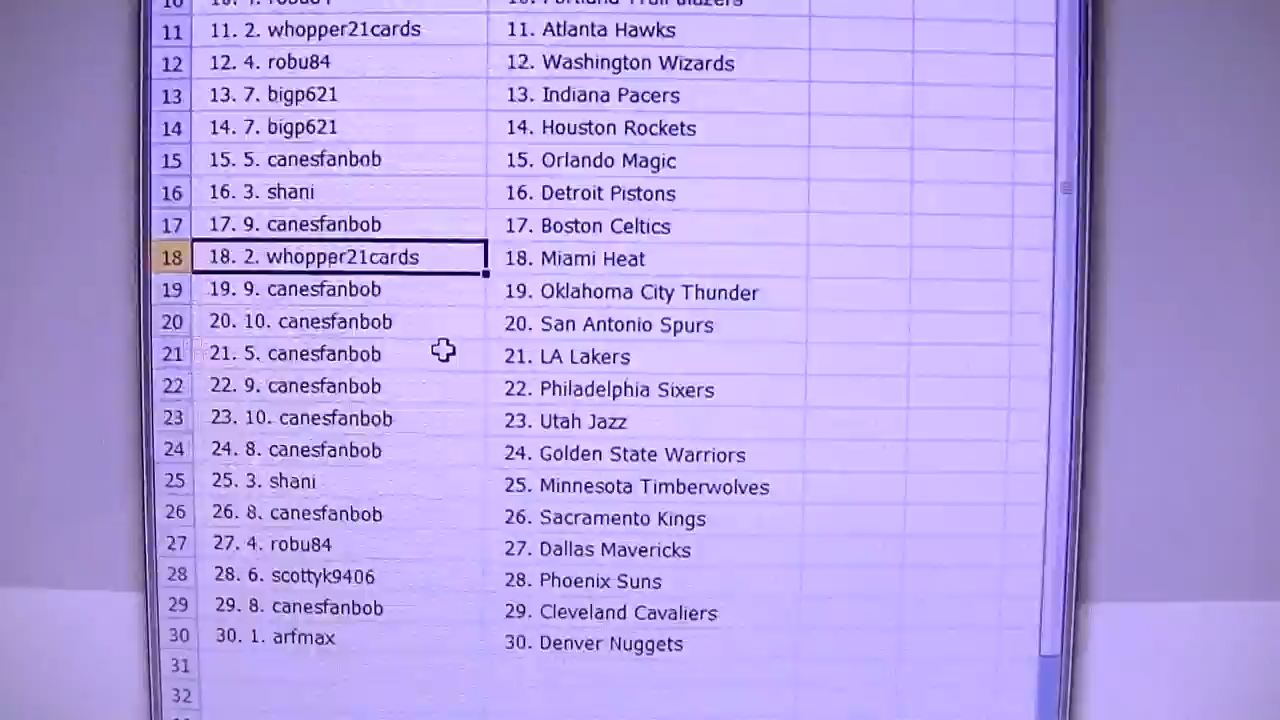 11 11. 2. whopper21cards 11. Atlanta Hawks
12 12. 4. robu84 12. Washington Wizards
13 13. 7. bigp621 13. Indiana Pacers
14 14. 7. bigp621 14. Houston Rockets
15 15. 5. canesfanbob 15. Orlando Magic
16 16. 3. shani 16. Detroit Pistons
17 17. 9. canesfanbob 17. Boston Celtics
18 18. 2. whopper21cards 18. Miami Heat
19 19. 9. canesfanbob 19. Oklahoma City Thunder
20 20. 10. canesfanbob 20. San Antonio Spurs
21 21. 5. canesfanbob 21. LA Lakers
22 22. 9. canesfanbob 22. Philadelphia Sixers
23 23. 10. canesfanbob 23. Utah Jazz
24 24. 8. canesfanbob 24. Golden State Warriors
25 25. 3. shani 25. Minnesota Timberwolves
26 26. 8. canesfanbob 26. Sacramento Kings
27 27. 4. robu84 27. Dallas Mavericks
28 28. 6. scottyk9406 28. Phoenix Suns
29 29. 8. canesfanbob 29. Cleveland Cavaliers
30 30. 1. arfmax 30. Denver Nuggets
31
32